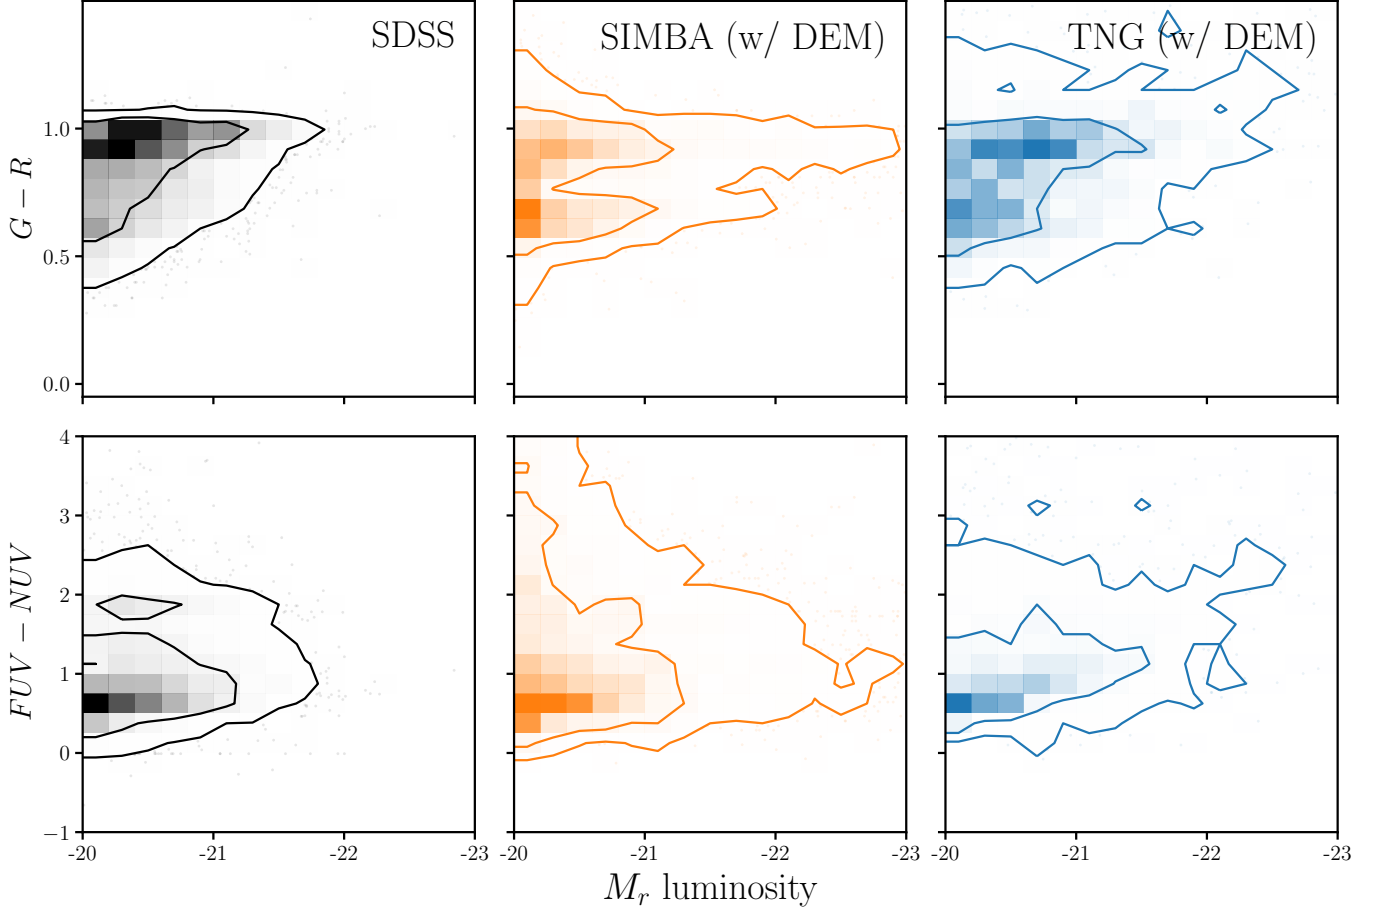 SDSS
SIMBA (w/ DEM)
TNG (w/ DEM)
G − R
1.0
0.5
0.0
FUV − NUV
4
3
2
1
0
−1
-20 -21 -22 -23
-20 -21 -22 -23
-20 -21 -22 -23
M_r luminosity